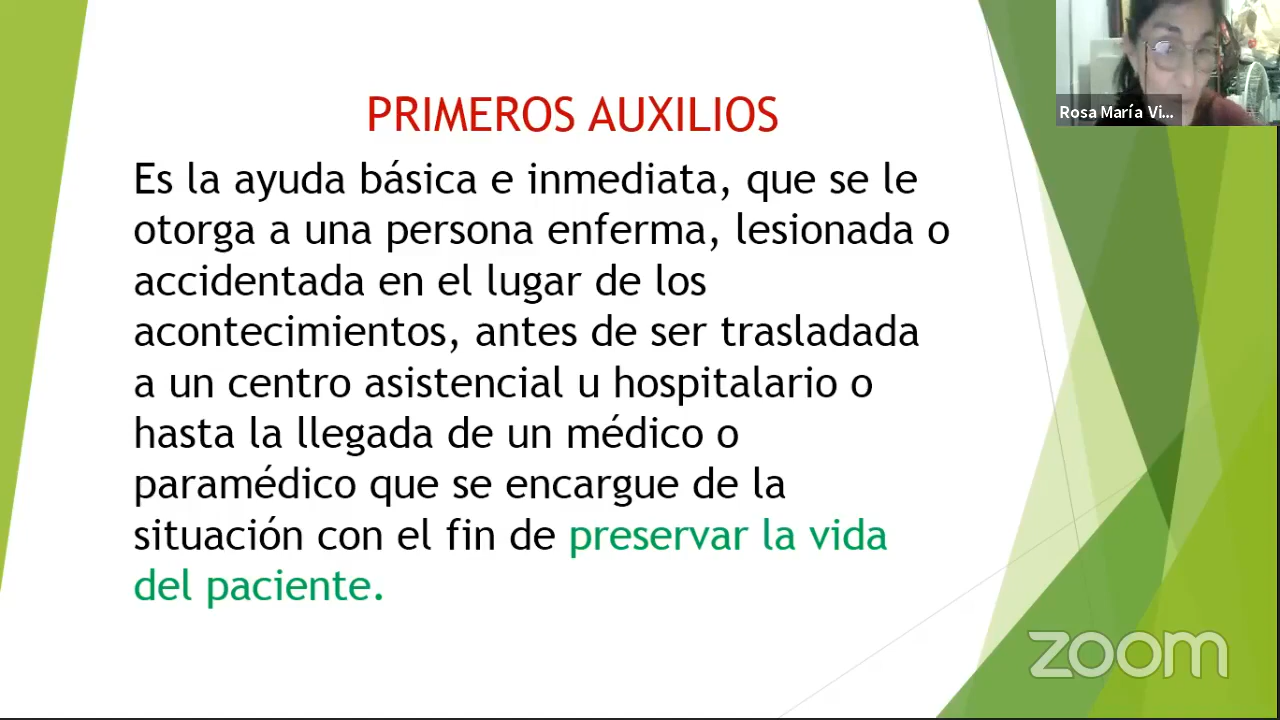 PRIMEROS AUXILIOS
Es la ayuda básica e inmediata, que se le
otorga a una persona enferma, lesionada o
accidentada en el lugar de los
acontecimientos, antes de ser trasladada
a un centro asistencial u hospitalario o
hasta la llegada de un médico o
paramédico que se encargue de la
situación con el fin de preservar la vida
del paciente.
Rosa María Vi...
zoom